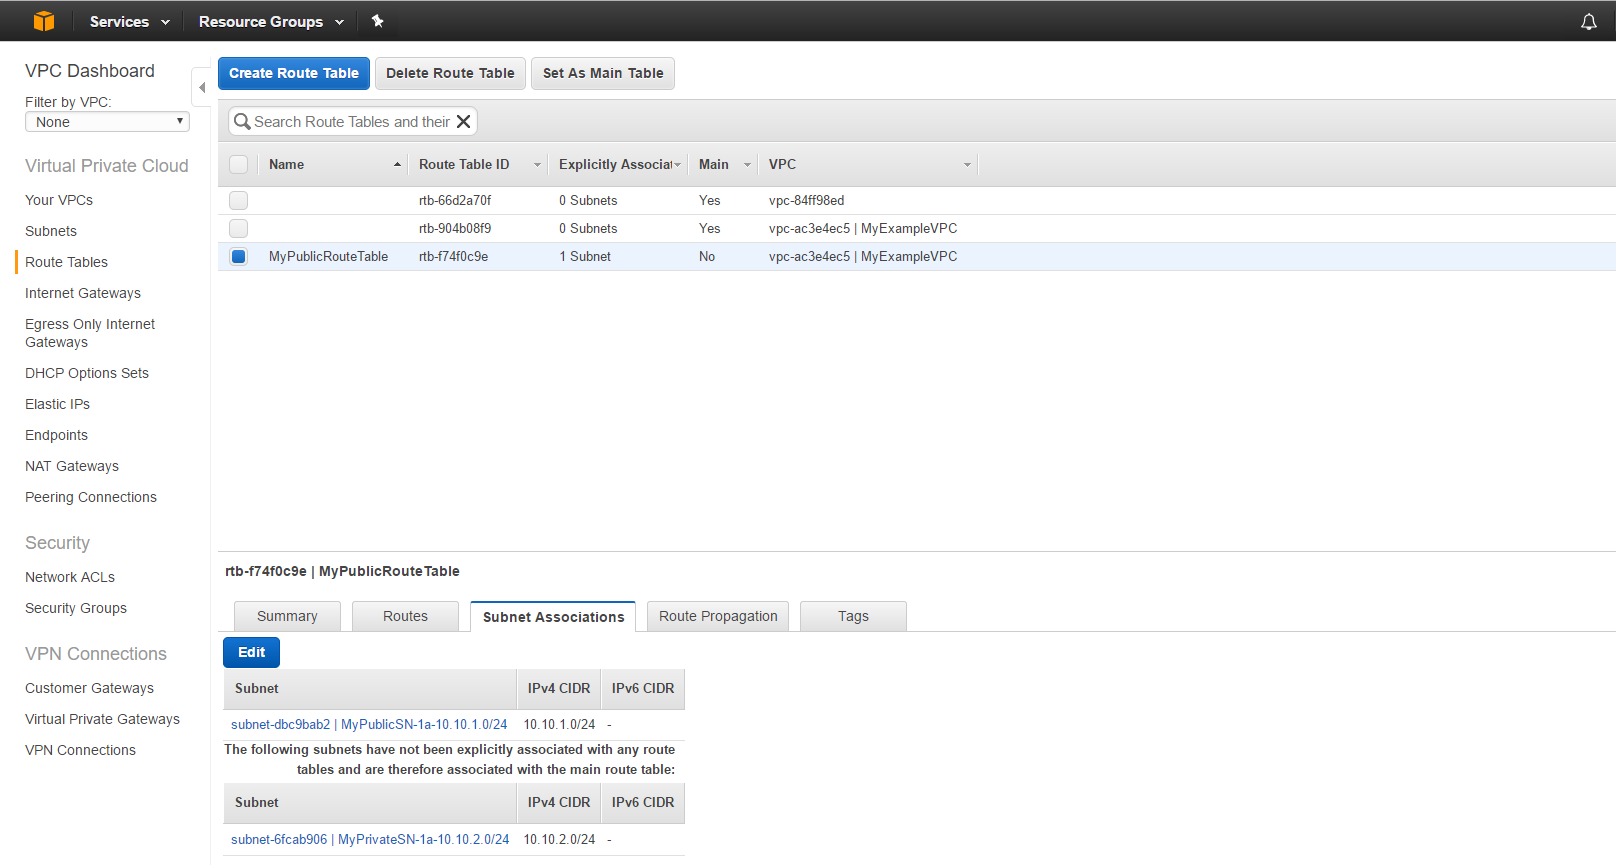 Services
Resource Groups
VPC Dashboard
Filter by VPC:
None
Virtual Private Cloud
Your VPCs
Subnets
Route Tables
Internet Gateways
Egress Only Internet
Gateways
DHCP Options Sets
Elastic IPs
Endpoints
NAT Gateways
Peering Connections
Security
Network ACLs
Security Groups
VPN Connections
Customer Gateways
Virtual Private Gateways
VPN Connections
Create Route Table Delete Route Table Set As Main Table
Search Route Tables and their
Name Route Table ID Explicitly Associat Main VPC
rtb-66d2a70f 0 Subnets Yes vpc-84ff98ed
rtb-904b08f9 0 Subnets Yes vpc-ac3e4ec5 | MyExampleVPC
MyPublicRouteTable rtb-f74f0c9e 1 Subnet No vpc-ac3e4ec5 | MyExampleVPC
rtb-f74f0c9e | MyPublicRouteTable
Summary Routes Subnet Associations Route Propagation Tags
Edit
Subnet IPv4 CIDR IPv6 CIDR
subnet-dbc9bab2 | MyPublicSN-1a-10.10.1.0/24 10.10.1.0/24 -
The following subnets have not been explicitly associated with any route
tables and are therefore associated with the main route table:
Subnet IPv4 CIDR IPv6 CIDR
subnet-6fcab906 | MyPrivateSN-1a-10.10.2.0/24 10.10.2.0/24 -